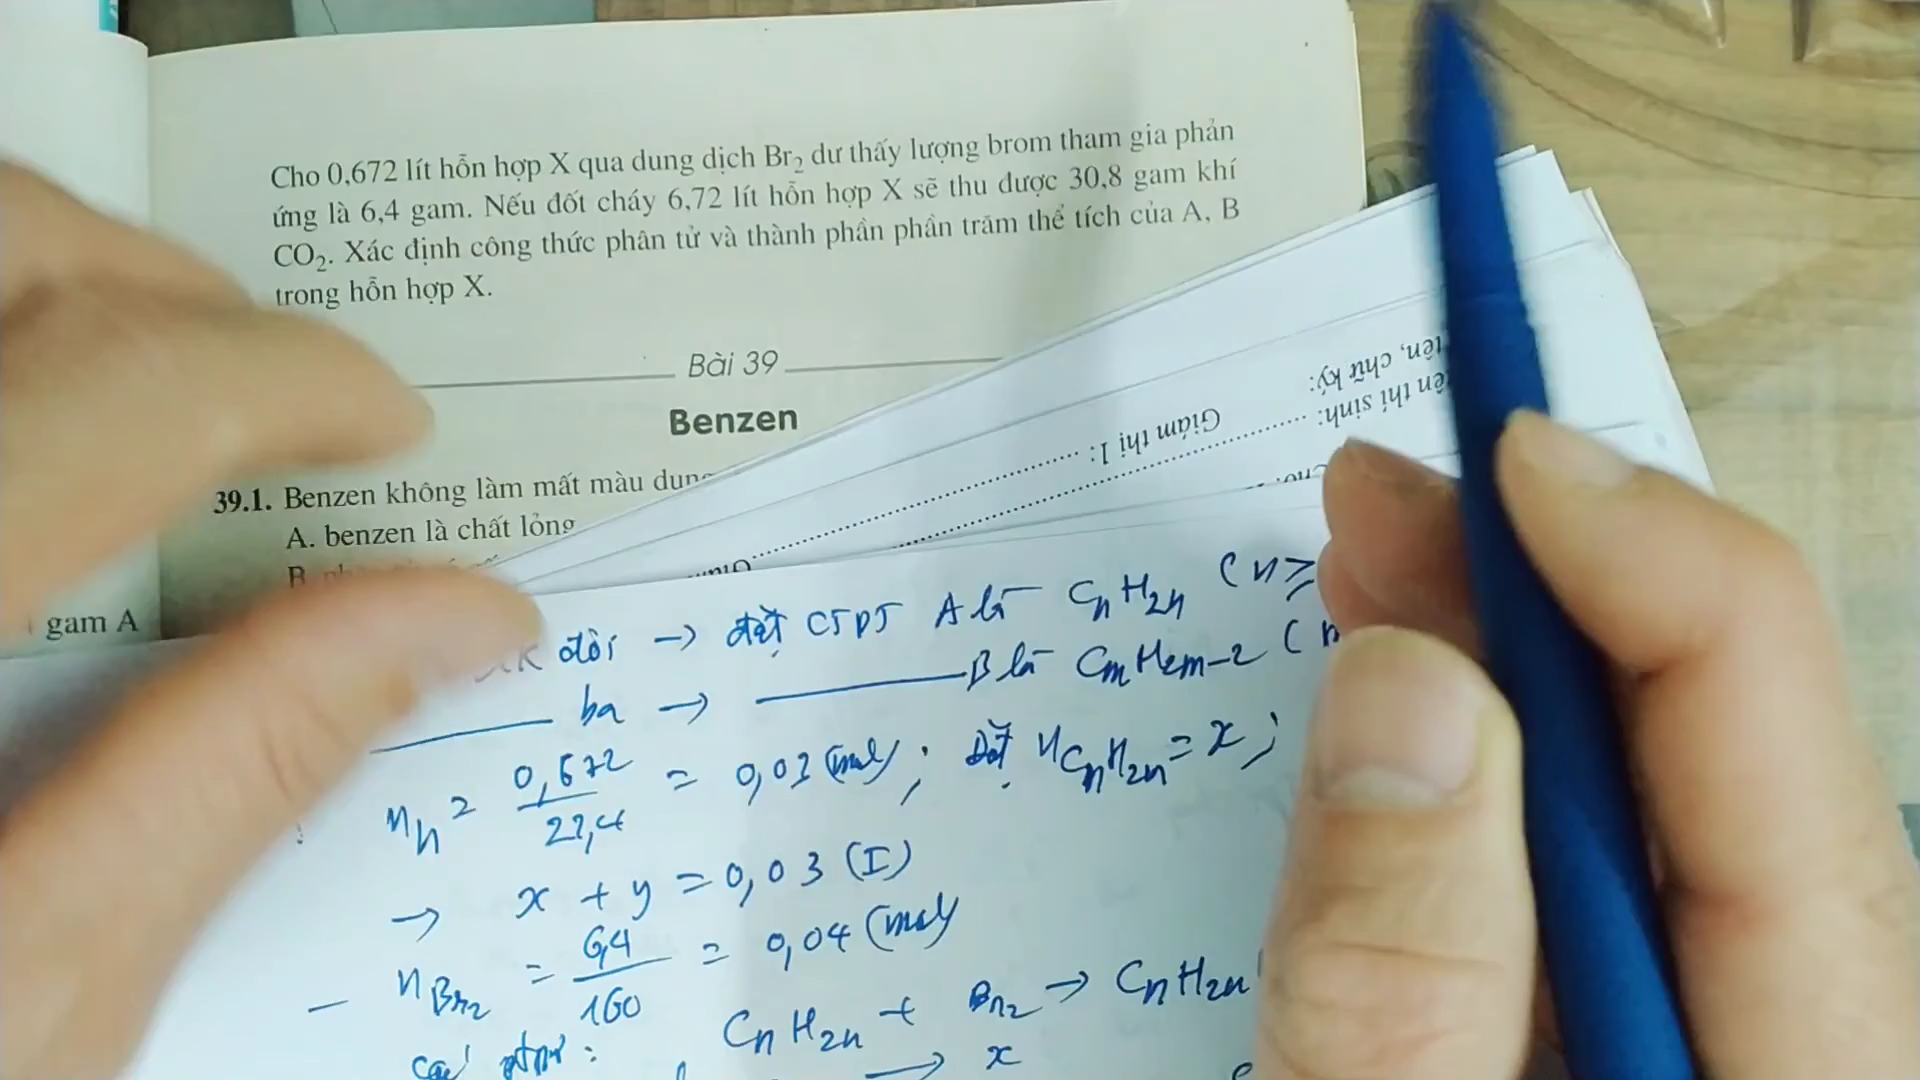 Cho 0,672 lít hỗn hợp X qua dung dịch Br₂ dư thấy lượng brom tham gia phản
ứng là 6,4 gam. Nếu đốt cháy 6,72 lít hỗn hợp X sẽ thu được 30,8 gam khí
CO₂. Xác định công thức phân tử và thành phần phần trăm thể tích của A, B
trong hỗn hợp X.
Bài 39
Benzen
39.1. Benzen không làm mất màu dung
A. benzen là chất lỏng
B.
gam A
tên, chữ ký:
tên thí sinh:
Giám thị 1:
đôi → đặt CTPT A là CnH2n (n ≥
ba → B là CmH2m-2 (
nh = 0,672 / 22,4 = 0,03 (mol); Đặt nCnH2n = x;
→ x + y = 0,03 (I)
- nBr2 = 6,4 / 160 = 0,04 (mol)
CnH2n + Br2 → CnH2n
→ x